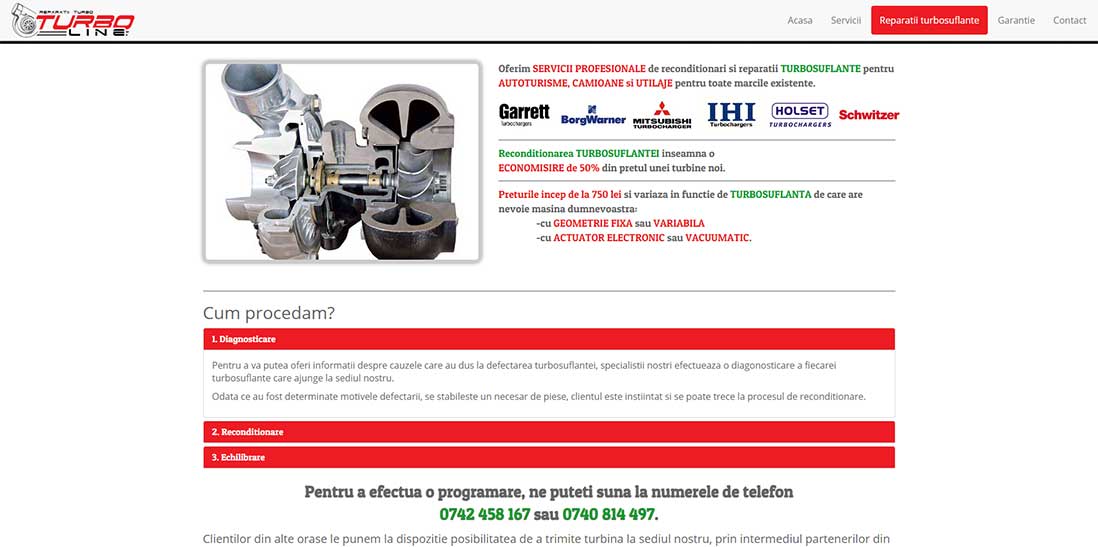 REPARATII TURBO
TURBO
LINE
Acasa Servicii Reparatii turbosuflante Garantie Contact
Oferim SERVICII PROFESIONALE de reconditionari si reparatii TURBOSUFLANTE pentru
AUTOTURISME, CAMIOANE si UTILAJE pentru toate marcile existente.
Garrett BorgWarner MITSUBISHI IHI HOLSET Schwitzer
Turbochargers TURBOCHARGER Turbochargers TURBOCHARGERS
Reconditionarea TURBOSUFLANTEI inseamna o
ECONOMISIRE de 50% din pretul unei turbine noi.
Preturile incep de la 750 lei si variaza in functie de TURBOSUFLANTA de care are
nevoie masina dumnevoastra:
-cu GEOMETRIE FIXA sau VARIABILA
-cu ACTUATOR ELECTRONIC sau VACUUMATIC.
Cum procedam?
1. Diagnosticare
Pentru a va putea oferi informatii despre cauzele care au dus la defectarea turbosuflantei, specialistii nostri efectueaza o diagonosticare a fiecarei
turbosuflante care ajunge la sediul nostru.
Odata ce au fost determinate motivele defectarii, se stabileste un necesar de piese, clientul este instiintat si se poate trece la procesul de reconditionare.
2. Reconditionare
3. Echilibrare
Pentru a efectua o programare, ne puteti suna la numerele de telefon
0742 458 167 sau 0740 814 497.
Clientilor din alte orase le punem la dispozitie posibilitatea de a trimite turbina la sediul nostru, prin intermediul partenerilor din